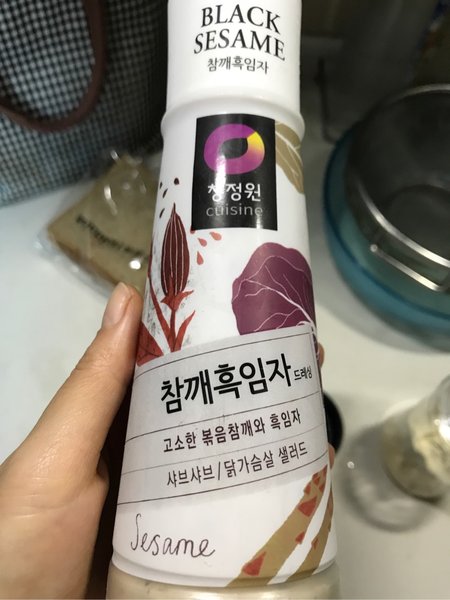 BLACK
SESAME
참깨흑임자
청정원
cuisine
참깨흑임자 드레싱
고소한 볶음참깨와 흑임자
샤브샤브/닭가슴살 샐러드
Sesame